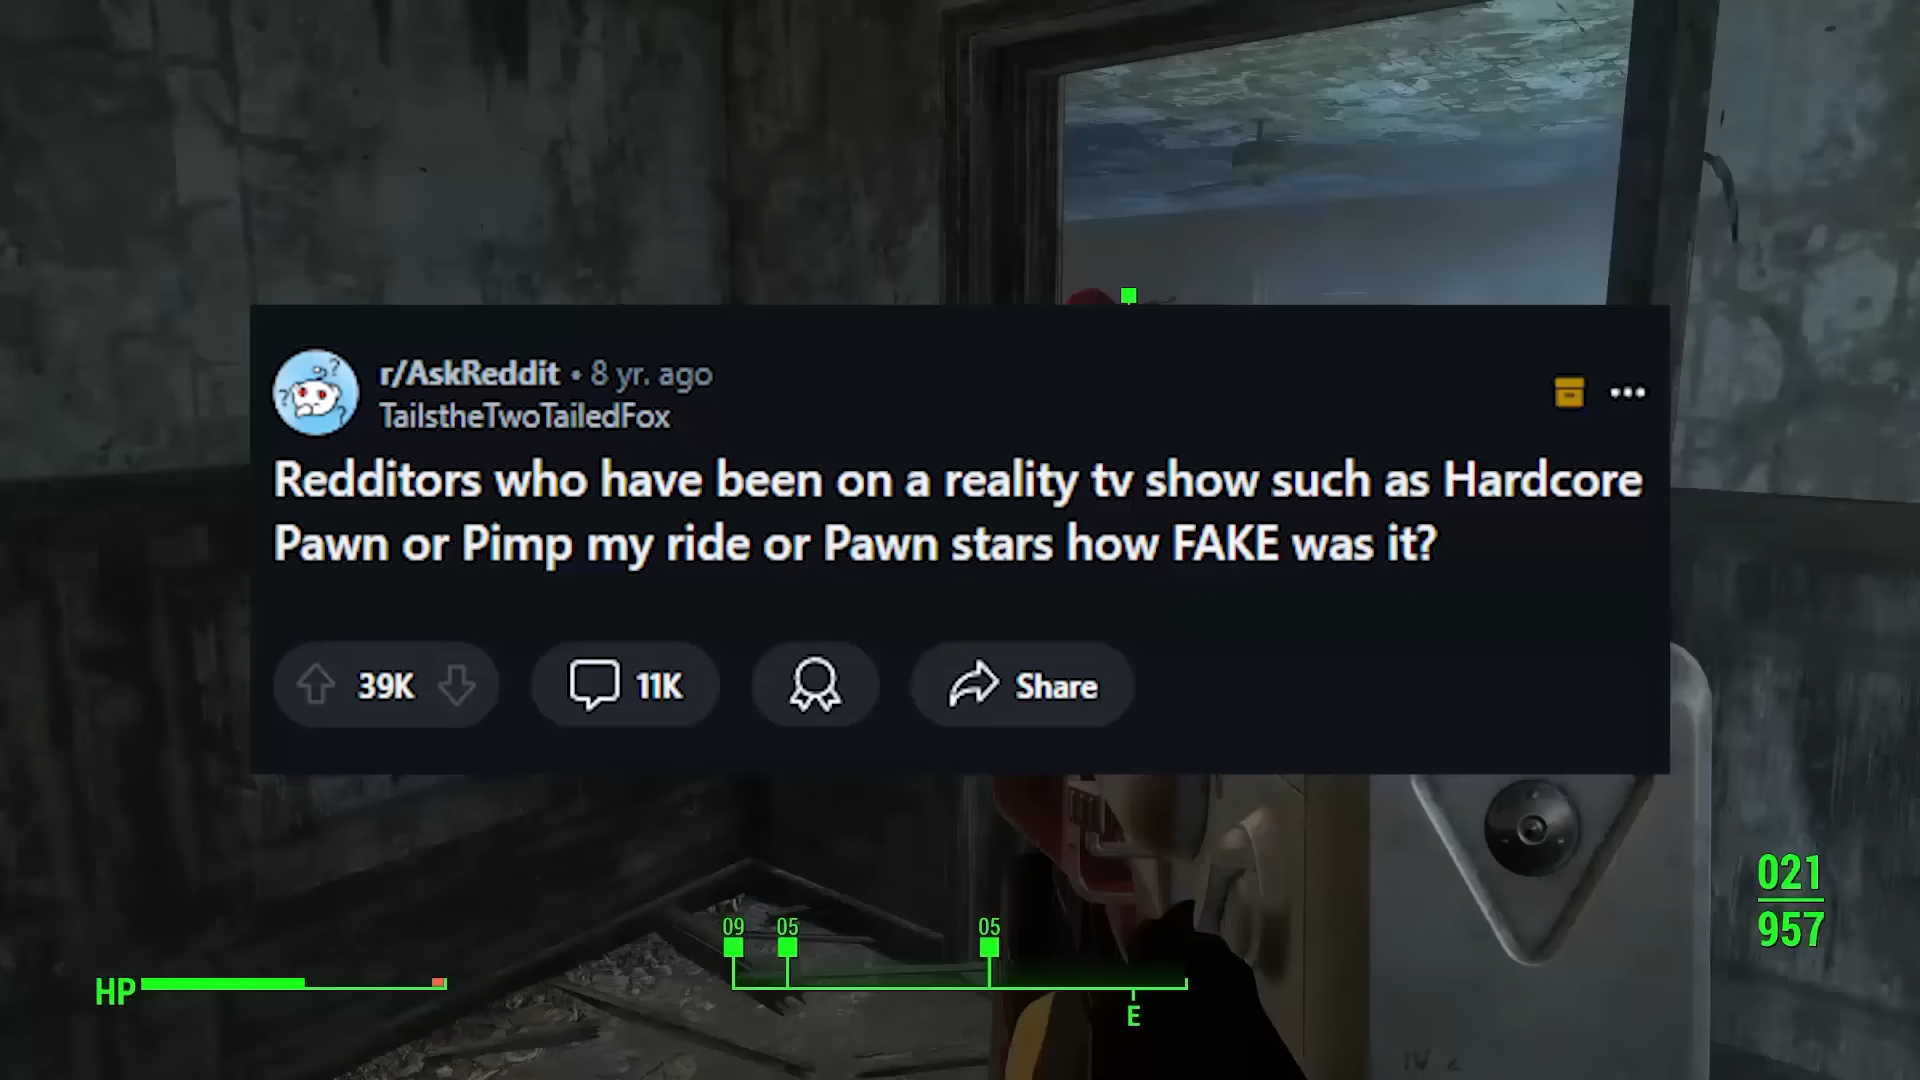 r/AskReddit • 8 yr. ago
TailstheTwoTailedFox
Redditors who have been on a reality tv show such as Hardcore
Pawn or Pimp my ride or Pawn stars how FAKE was it?
39K
11K
Share
021
957
09
05
05
HP
E